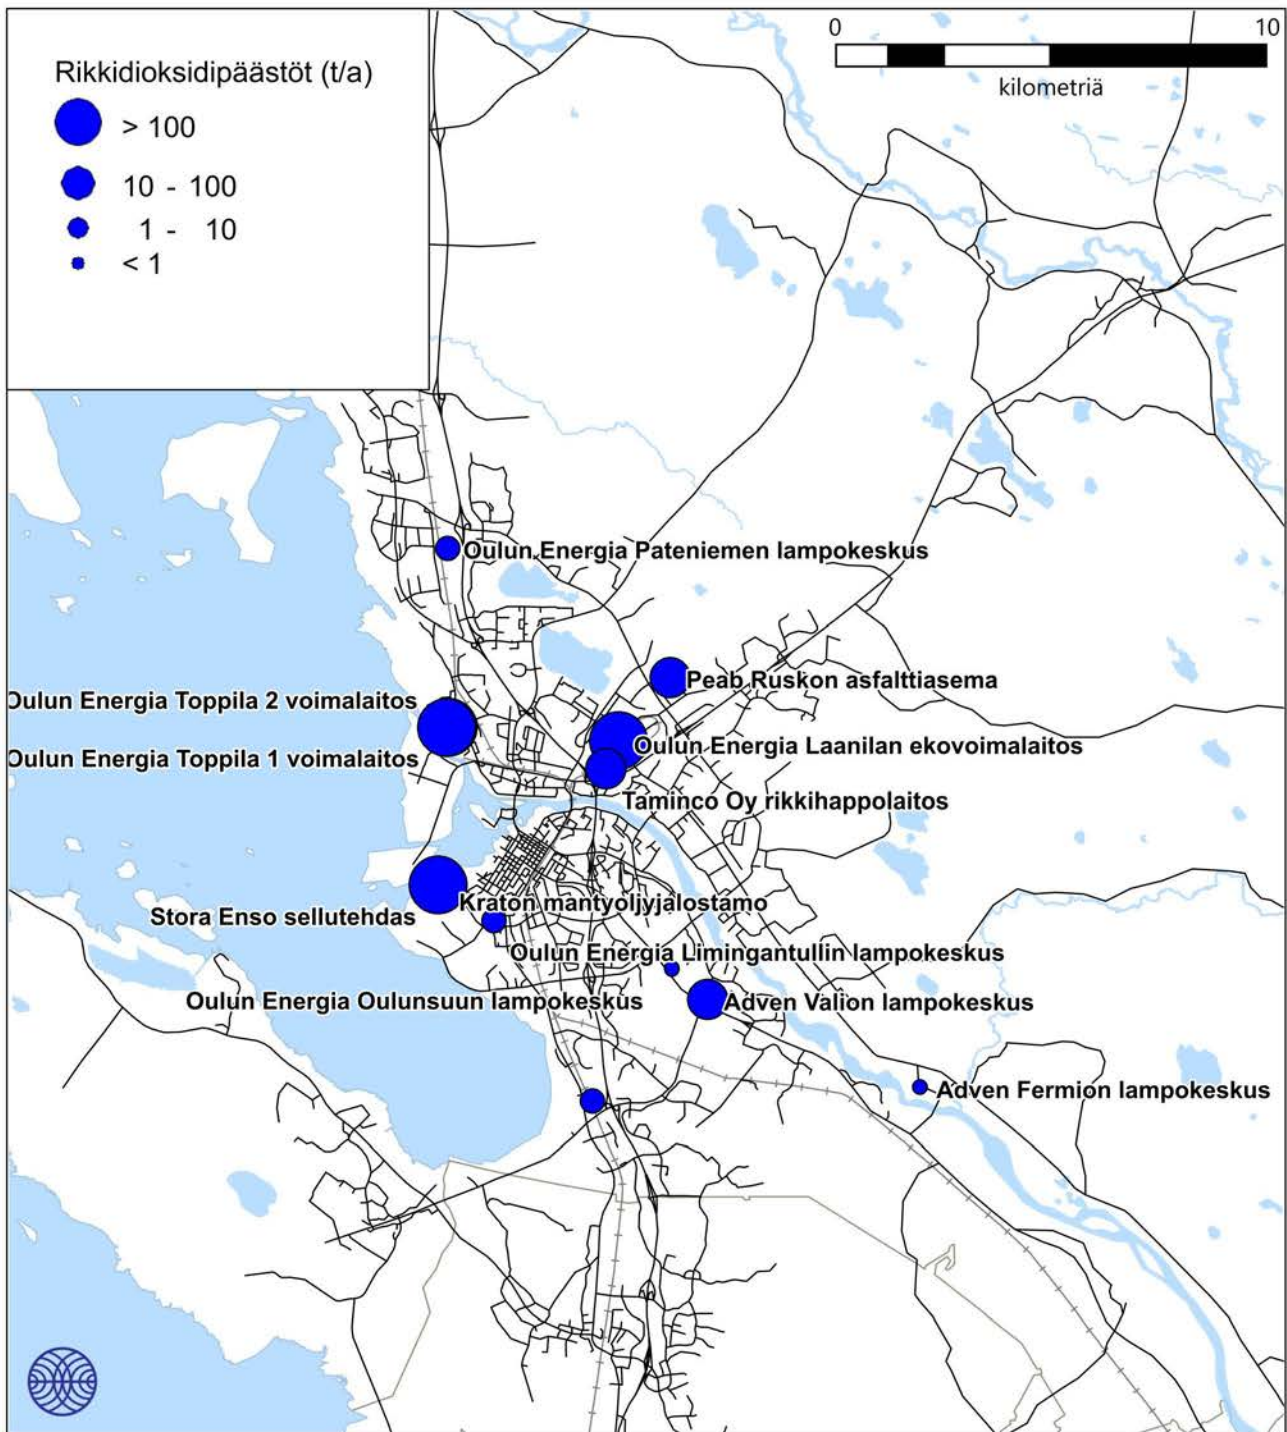 Rikkidioksidipäästöt (t/a)
> 100
10 - 100
1 - 10
< 1
0 10
kilometriä
Oulun Energia Pateniemen lampokeskus
Peab Ruskon asfalttiasema
Oulun Energia Toppila 2 voimalaitos
Oulun Energia Laanilan ekovoimalaitos
Oulun Energia Toppila 1 voimalaitos
Taminco Oy rikkihappolaitos
Kraton mantyoljyjalostamo
Stora Enso sellutehdas
Oulun Energia Limingantullin lampokeskus
Oulun Energia Oulunsuun lampokeskus
Adven Valion lampokeskus
Adven Fermion lampokeskus